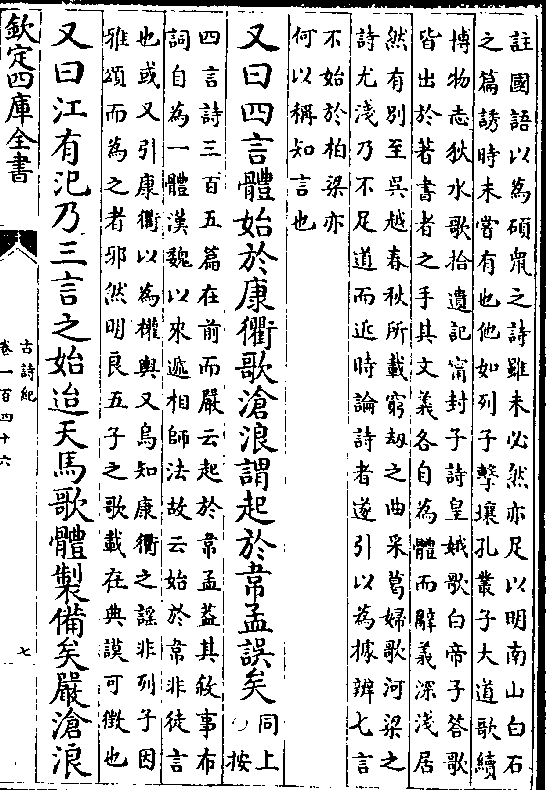 註國語以為碩鼠之詩雖未必然亦足以明南山白石
之篇誘時未嘗有也他如列子擊壤孔叢子大道歌續
博物志狄水歌拾遺記甯封子詩皇娥歌白帝子答歌
皆出於著書者之手其文義各自為體而辭義深淺居
然有別至吳越春秋所載窮刼之曲采葛婦歌河梁之
詩尤淺乃不足道而近時論詩者遂引以為據辨七言
不始於柏梁亦
何以稱知言也
又曰四言體始於康衢歌滄浪謂起於韋孟誤矣同上
按
四言詩三百五篇在前而嚴云起於韋孟葢其敘事布
詞自為一體漢魏以來遞相師法故云始於韋非徒言
也或又引康衢以為權輿又烏知康衢之謡非列子因
雅頌而為之者邪然明良五子之歌載在典謨可徵也
又曰江有汜乃三言之始迨天馬歌體製備矣嚴滄浪
欽定四庫全書
古詩紀
卷一百四十六
七